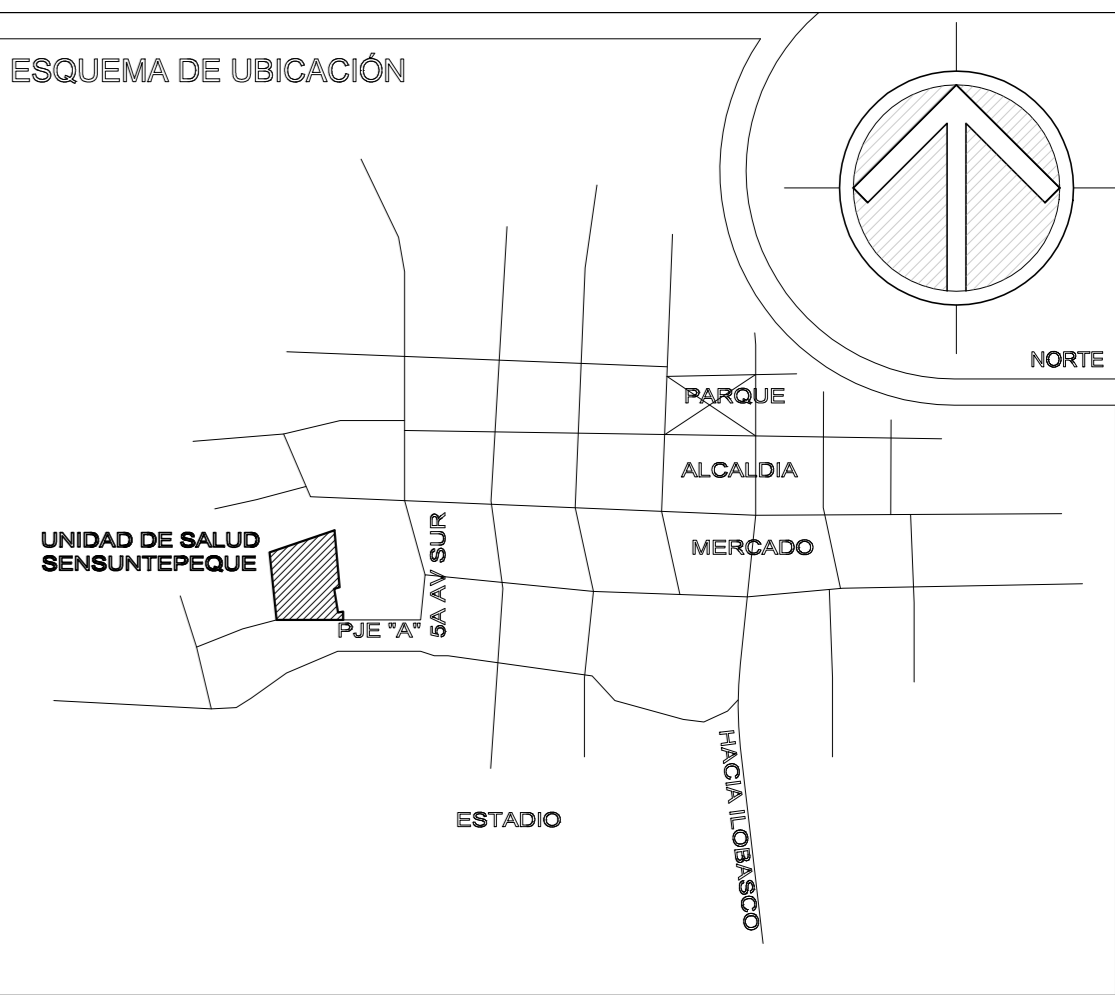 ESQUEMA DE UBICACIÓN
NORTE
PARQUE
ALCALDIA
UNIDAD DE SALUD
SENSUNTEPEQUE
5A AV SUR
MERCADO
PJE "A"
HACIA ILOBASCO
ESTADIO